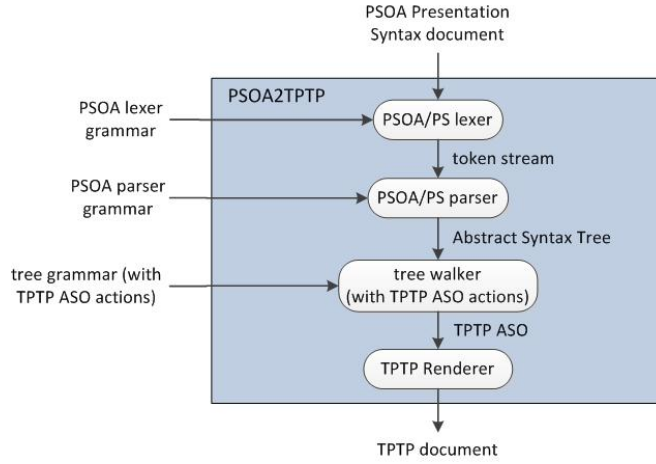 PSOA Presentation
Syntax document
PSOA2TPTP
PSOA lexer
grammar
PSOA/PS lexer
token stream
PSOA parser
grammar
PSOA/PS parser
Abstract Syntax Tree
tree grammar (with
TPTP ASO actions)
tree walker
(with TPTP ASO actions)
TPTP ASO
TPTP Renderer
TPTP document